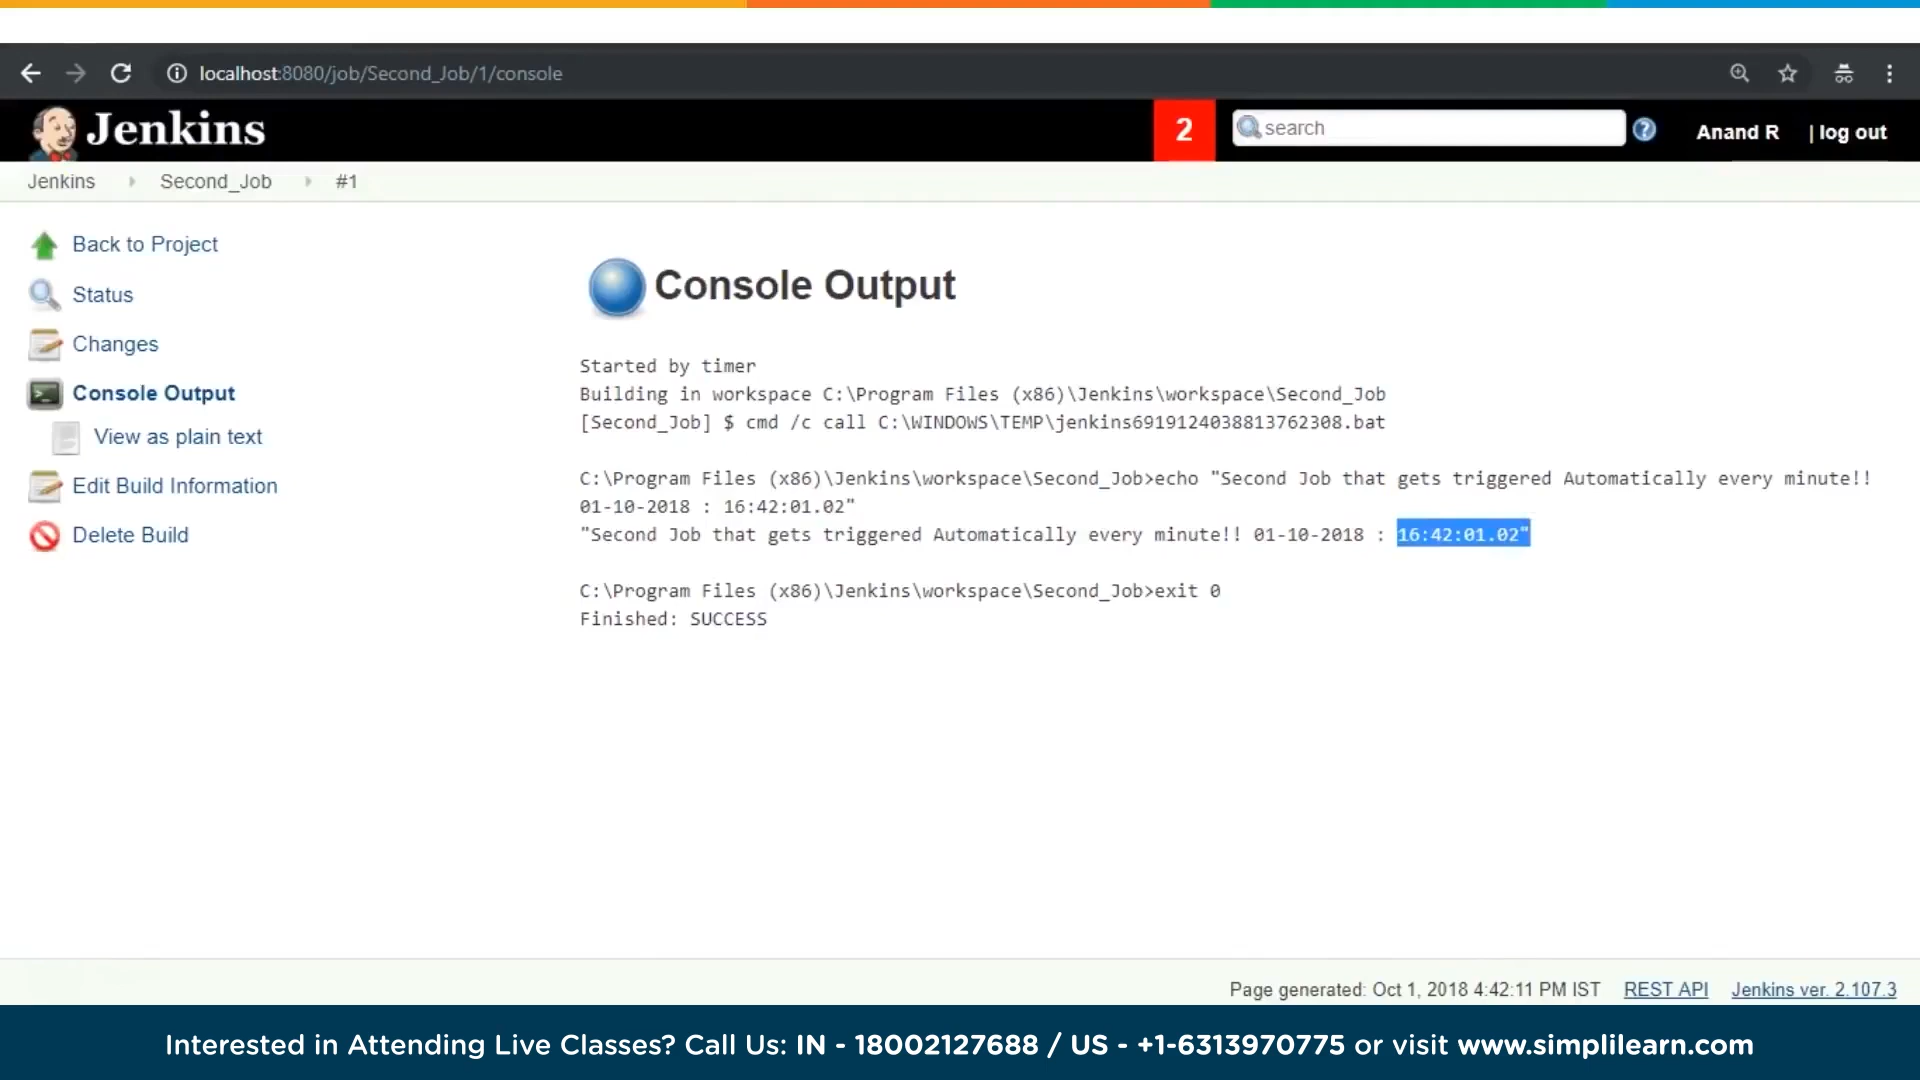 localhost:8080/job/Second_Job/1/console
Jenkins
2
search
Anand R
| log out
Jenkins
Second_Job
#1
Back to Project
Status
Changes
Console Output
View as plain text
Edit Build Information
Delete Build
Console Output
Started by timer
Building in workspace C:\Program Files (x86)\Jenkins\workspace\Second_Job
[Second_Job] $ cmd /c call C:\WINDOWS\TEMP\jenkins6919124038813762308.bat
C:\Program Files (x86)\Jenkins\workspace\Second_Job>echo "Second Job that gets triggered Automatically every minute!!
01-10-2018 : 16:42:01.02"
"Second Job that gets triggered Automatically every minute!! 01-10-2018 : 16:42:01.02"
C:\Program Files (x86)\Jenkins\workspace\Second_Job>exit 0
Finished: SUCCESS
Page generated: Oct 1, 2018 4:42:11 PM IST
REST API
Jenkins ver. 2.107.3
Interested in Attending Live Classes? Call Us: IN - 18002127688 / US - +1-6313970775 or visit www.simplilearn.com